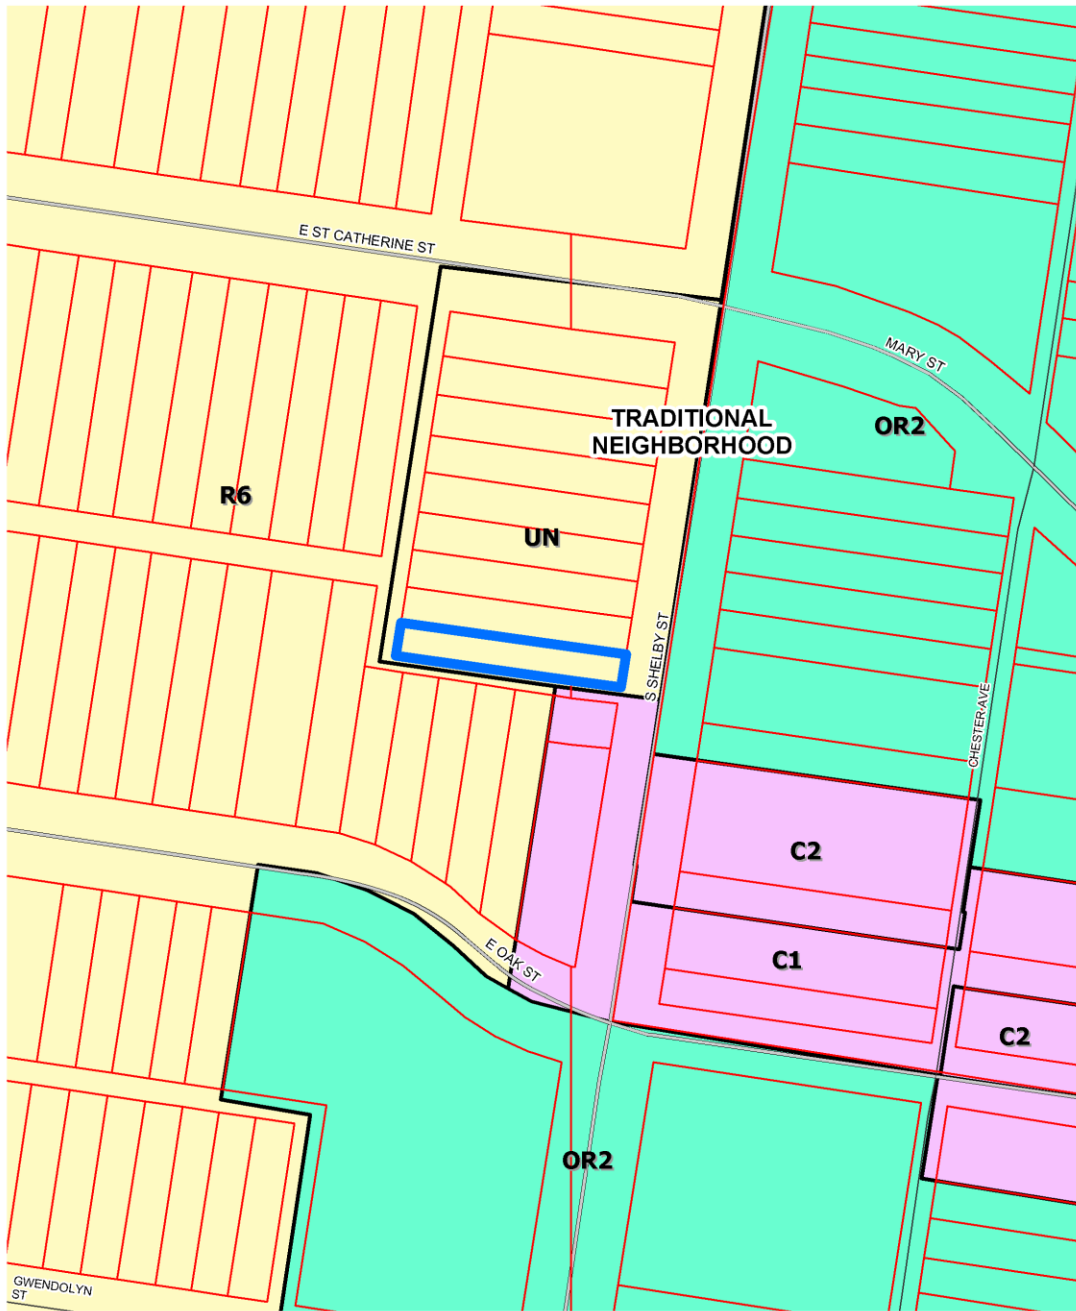 E ST CATHERINE ST
MARY ST
TRADITIONAL
NEIGHBORHOOD
OR2
R6
UN
S SHELBY ST
CHESTER AVE
C2
E OAK ST
C1
C2
OR2
GWENDOLYN
ST